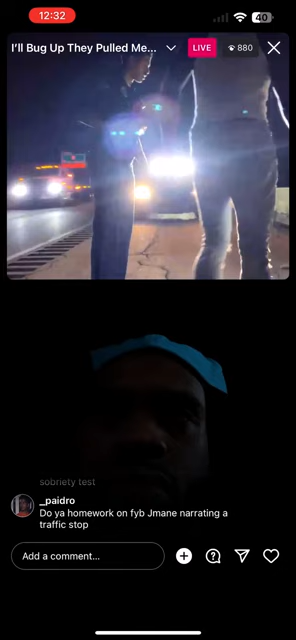 12:32
40
I'll Bug Up They Pulled Me...
LIVE
880
sobriety test
_paidro
Do ya homework on fyb Jmane narrating a
traffic stop
Add a comment...